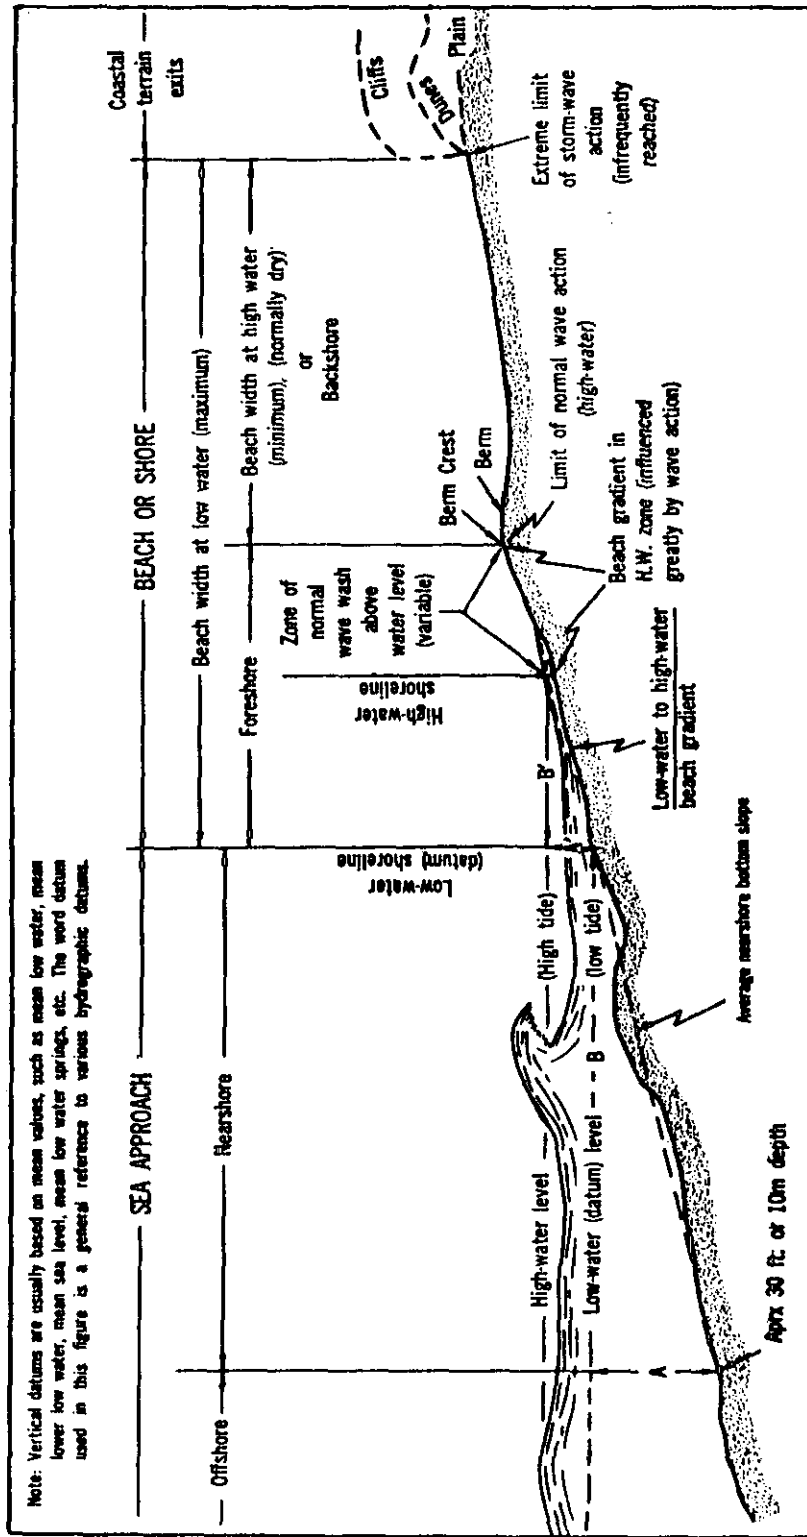 Note: Vertical datums are usually based on mean values, such as mean low water, mean
lower low water, mean sea level, mean low water springs, etc. The word datum
used in this figure is a general reference to various hydrographic datums.
SEA APPROACH
BEACH OR SHORE
Coastal
terrain
exits
Beach width at low water (maximum)
Offshore
Nearshore
Foreshore
Beach width at high water
(minimum), (normally dry)
or
Backshore
Cliffs
Dunes
Plain
Low-water
(datum) shoreline
High-water
shoreline
Zone of
normal
wave wash
above
water level
(variable)
Berm Crest
Berm
High-water level
(High tide)
B'
Low-water (datum) level
B
(low tide)
A
Limit of normal wave action
(high-water)
Extreme limit
of storm-wave
action
(infrequently
reached)
Beach gradient in
H.W. zone (influenced
greatly by wave action)
Low-water to high-water
beach gradient
Average nearshore bottom slope
Aprx 30 ft. or 10m depth